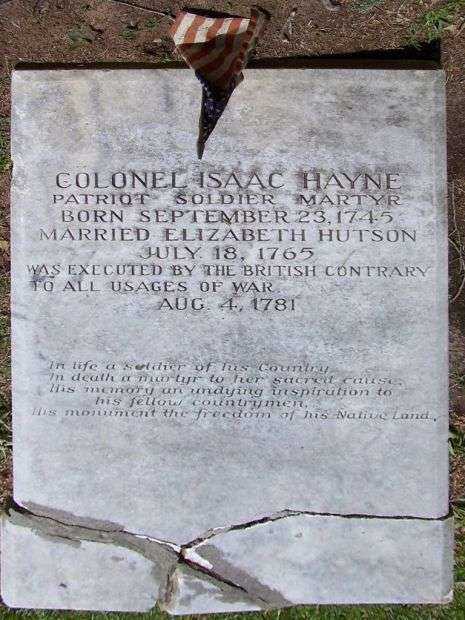 COLONEL ISAAC HAYNE
PATRIOT SOLDIER MARTYR
BORN SEPTEMBER 23, 1745
MARRIED ELIZABETH HUTSON
JULY 18, 1765
WAS EXECUTED BY THE BRITISH CONTRARY
TO ALL USAGES OF WAR
AUG. 4, 1781
In life a soldier of his Country
In death a martyr to her sacred cause.
His memory an undying inspiration to
his fellow countrymen,
His monument the freedom of his Native Land.